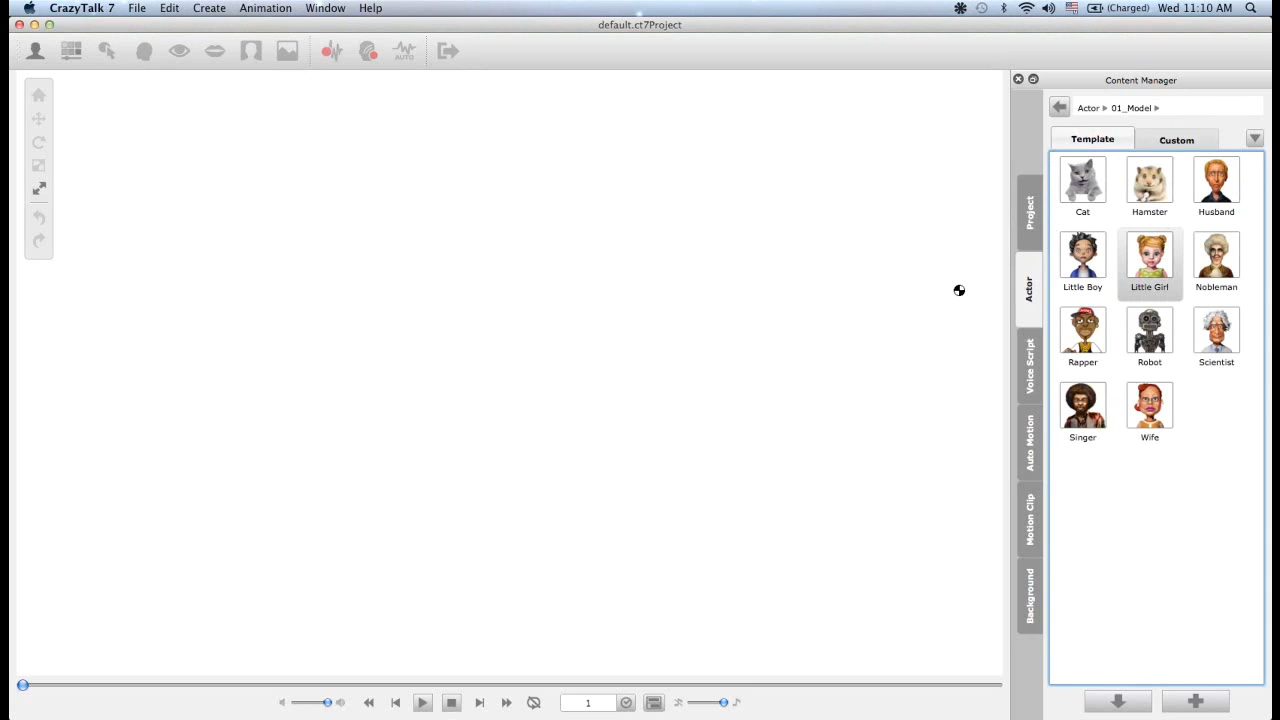 CrazyTalk 7 File Edit Create Animation Window Help (Charged) Wed 11:10 AM
default.ct7Project
AUTO
Content Manager
Actor 01_Model
Template Custom
Cat Hamster Husband
Little Boy Little Girl Nobleman
Rapper Robot Scientist
Singer Wife
Project
Actor
Voice Script
Auto Motion
Motion Clip
Background
1